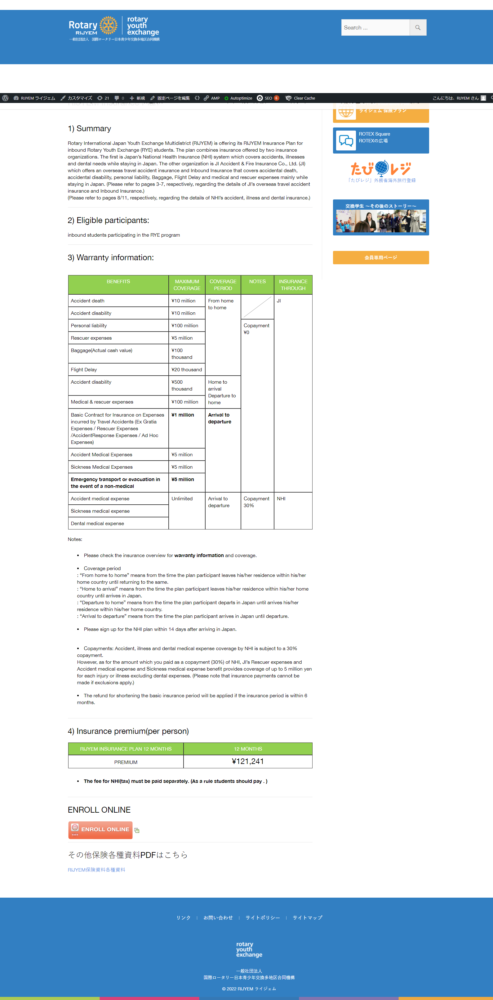 Rotary
RIJYEM
rotary
youth
exchange
一般社団法人 国際ロータリー日本青少年交換多地区合同機構
Search ...
RIJYEM ライジェム
カスタマイズ
21
0
新規
固定ページを編集
AMP
Autoptimize
SEO 6
Clear Cache
こんにちは、RIJYEM さん
ライジェム 保険プラン
ROTEX Square
ROTEXの広場
たびレジ
「たびレジ」外務省海外旅行登録
交換学生 〜その後のストーリー〜
会員専用ページ
1) Summary
Rotary International Japan Youth Exchange Multidistrict (RIJYEM) is offering its RIJYEM Insurance Plan for
inbound Rotary Youth Exchange (RYE) students. The plan combines insurance offered by two insurance
organizations. The first is Japan’s National Health Insurance (NHI) system which covers accidents, illnesses
and dental needs while staying in Japan. The other organization is JI Accident & Fire Insurance Co., Ltd. (JI)
which offers an overseas travel accident insurance and Inbound Insurance that covers accidental death,
accidental disability, personal liability, Baggage, Flight Delay and medical and rescuer expenses mainly while
staying in Japan. (Please refer to pages 3-7, respectively, regarding the details of JI’s overseas travel accident
insurance and Inbound Insurance.)
(Please refer to pages 8/11, respectively, regarding the details of NHI’s accident, illness and dental insurance.)
2) Eligible participants:
inbound students participating in the RYE program
3) Warranty information:
BENEFITS
MAXIMUM
COVERAGE
COVERAGE
PERIOD
NOTES
INSURANCE
THROUGH
Accident death
¥10 million
From home
to home
JI
Accident disability
¥10 million
Personal liability
¥100 million
Copayment
¥0
Rescuer expenses
¥5 million
Baggage(Actual cash value)
¥100
thousand
Flight Delay
¥20 thousand
Accident disability
¥500
thousand
Home to
arrival
Departure to
home
Medical & rescuer expenses
¥100 million
Basic Contract for Insurance on Expenses
incurred by Travel Accidents (Ex Gratia
Expenses / Rescuer Expenses
/AccidentResponse Expenses / Ad Hoc
Expenses)
¥1 million
Arrival to
departure
Accident Medical Expenses
¥5 million
Sickness Medical Expenses
¥5 million
Emergency transport or evacuation in
the event of a non-medical
¥5 million
Accident medical expense
Unlimited
Arrival to
departure
Copayment
30%
NHI
Sickness medical expense
Dental medical expense
Notes:
• Please check the insurance overview for warranty information and coverage.
• Coverage period
: “From home to home” means from the time the plan participant leaves his/her residence within his/her
home country until returning to the same.
: “Home to arrival” means from the time the plan participant leaves his/her residence within his/her home
country until arrives in Japan.
: “Departure to home” means from the time the plan participant departs in Japan until arrives his/her
residence within his/her home country.
: “Arrival to departure” means from the time the plan participant arrives in Japan until departure.
• Please sign up for the NHI plan within 14 days after arriving in Japan.
• Copayments: Accident, illness and dental medical expense coverage by NHI is subject to a 30%
copayment.
However, as for the amount which you paid as a copayment (30%) of NHI, JI’s Rescuer expenses and
Accident medical expense and Sickness medical expense benefit provides coverage of up to 5 million yen
for each injury or illness excluding dental expenses. (Please note that insurance payments cannot be
made if exclusions apply.)
• The refund for shortening the basic insurance period will be applied if the insurance period is within 6
months.
4) Insurance premium(per person)
RIJYEM INSURANCE PLAN 12 MONTHS
12 MONTHS
PREMIUM
¥121,241
• The fee for NHI(tax) must be paid separately. (As a rule students should pay . )
ENROLL ONLINE
ENROLL ONLINE
その他保険各種資料PDFはこちら
RIJYEM保険資料各種資料
リンク
お問い合わせ
サイトポリシー
サイトマップ
rotary
youth
exchange
一般社団法人
国際ロータリー日本青少年交換多地区合同機構
© 2022 RIJYEM ライジェム